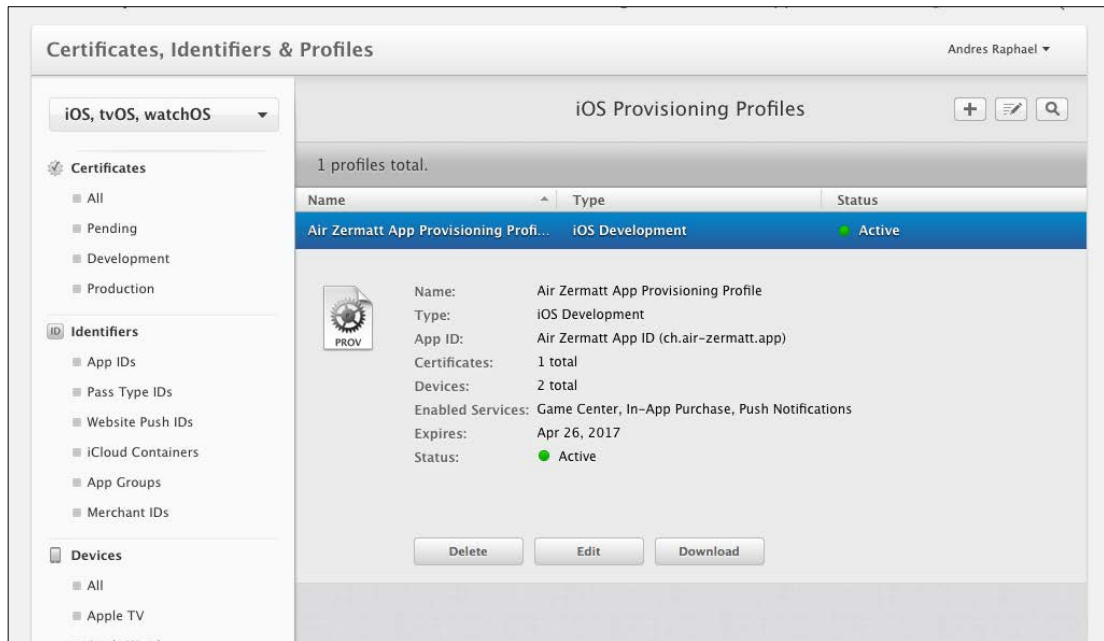 Certificates, Identifiers & Profiles
Andres Raphael
iOS, tvOS, watchOS
iOS Provisioning Profiles
Certificates
All
Pending
Development
Production
Identifiers
App IDs
Pass Type IDs
Website Push IDs
iCloud Containers
App Groups
Merchant IDs
Devices
All
Apple TV
1 profiles total.
Name Type Status
Air Zermatt App Provisioning Profi... iOS Development Active
PROV
Name: Air Zermatt App Provisioning Profile
Type: iOS Development
App ID: Air Zermatt App ID (ch.air-zermatt.app)
Certificates: 1 total
Devices: 2 total
Enabled Services: Game Center, In-App Purchase, Push Notifications
Expires: Apr 26, 2017
Status: Active
Delete Edit Download
ID